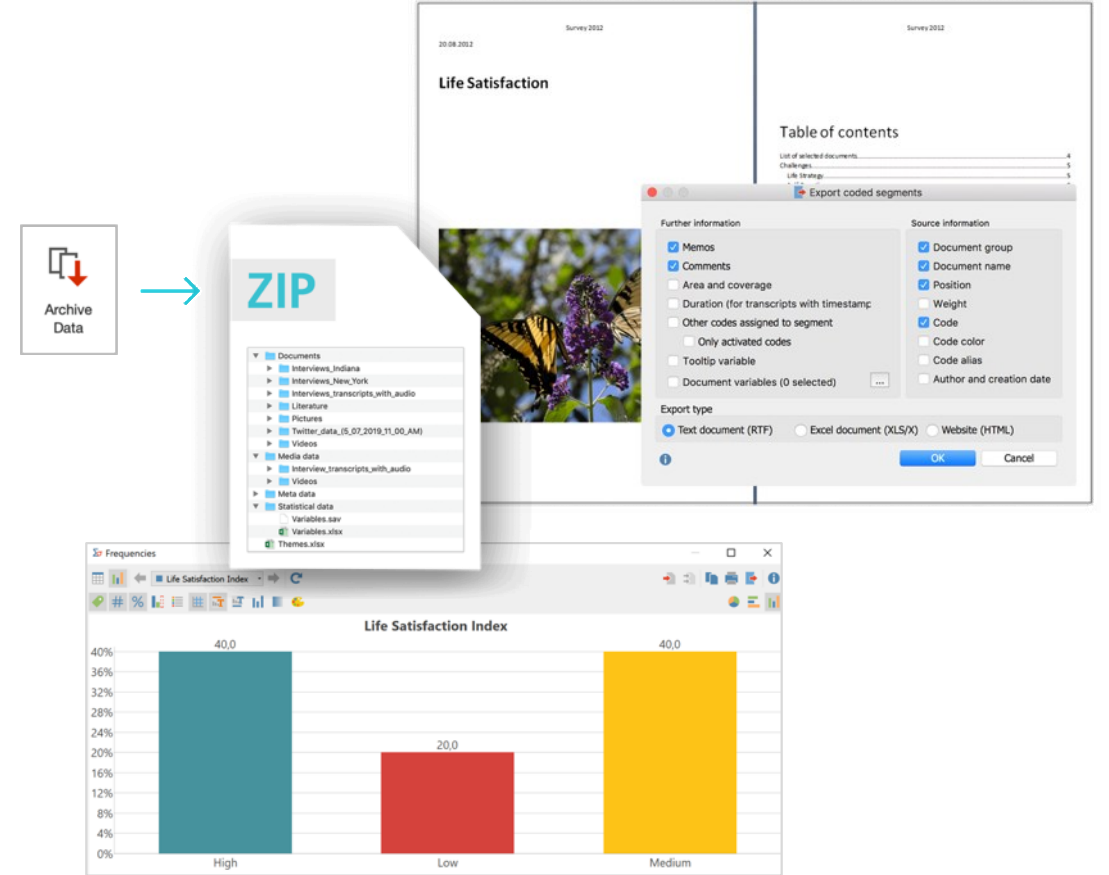 Survey 2012
Survey 2012
20.08.2012
Life Satisfaction
Table of contents
List of selected documents 4
Challenges 5
Life Strategy 5
Export coded segments
Further information
Memos
Comments
Area and coverage
Duration (for transcripts with timestamp
Other codes assigned to segment
Only activated codes
Tooltip variable
Document variables (0 selected)
...
Source information
Document group
Document name
Position
Weight
Code
Code color
Code alias
Author and creation date
Export type
Text document (RTF)
Excel document (XLS/X)
Website (HTML)
OK
Cancel
Archive
Data
ZIP
Documents
Interviews_Indiana
Interviews_New_York
Interviews_transcripts_with_audio
Literature
Pictures
Twitter_data_(5_07_2019_11_00_AM)
Videos
Media data
Interview_transcripts_with_audio
Videos
Meta data
Statistical data
Variables.sav
Variables.xlsx
Themes.xlsx
Frequencies
Life Satisfaction Index
Life Satisfaction Index
40,0
20,0
40,0
40%
36%
32%
28%
24%
20%
16%
12%
8%
4%
0%
High
Low
Medium